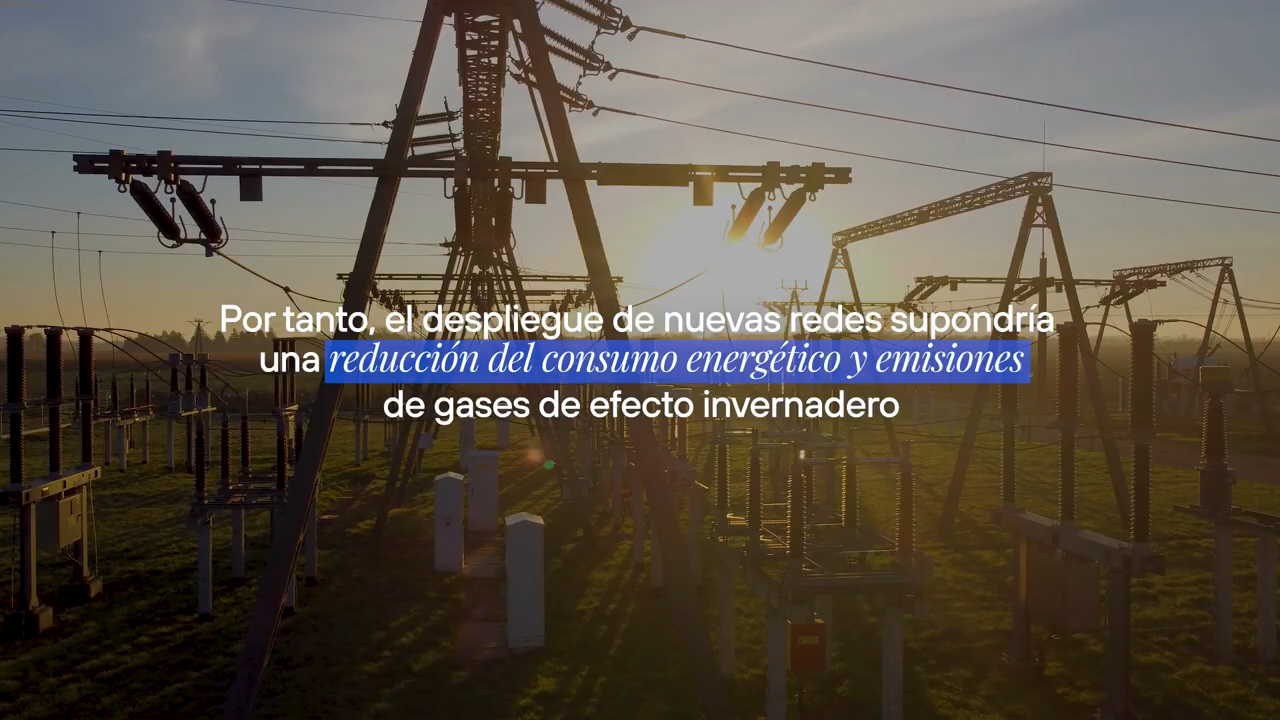 Por tanto, el despliegue de nuevas redes supondría
una reducción del consumo energético y emisiones
de gases de efecto invernadero